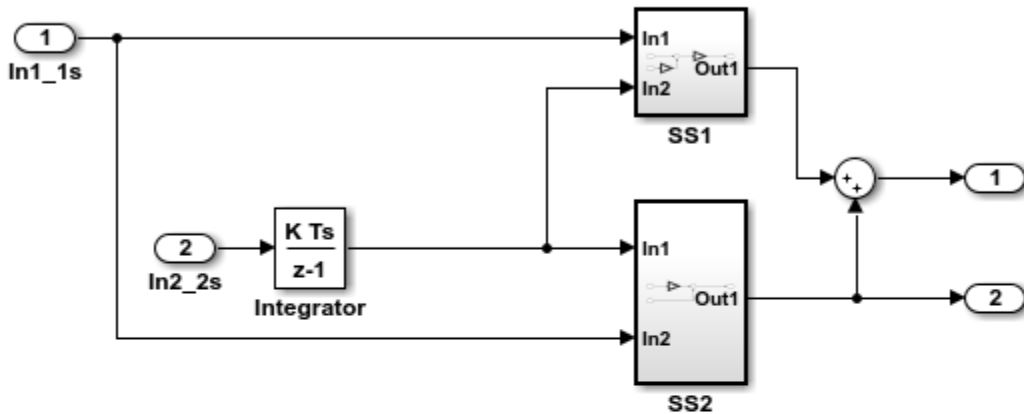 1
In1_1s
In1
Out1
In2
SS1
+
+
1
2
In2_2s
K Ts
z-1
Integrator
In1
Out1
In2
SS2
2